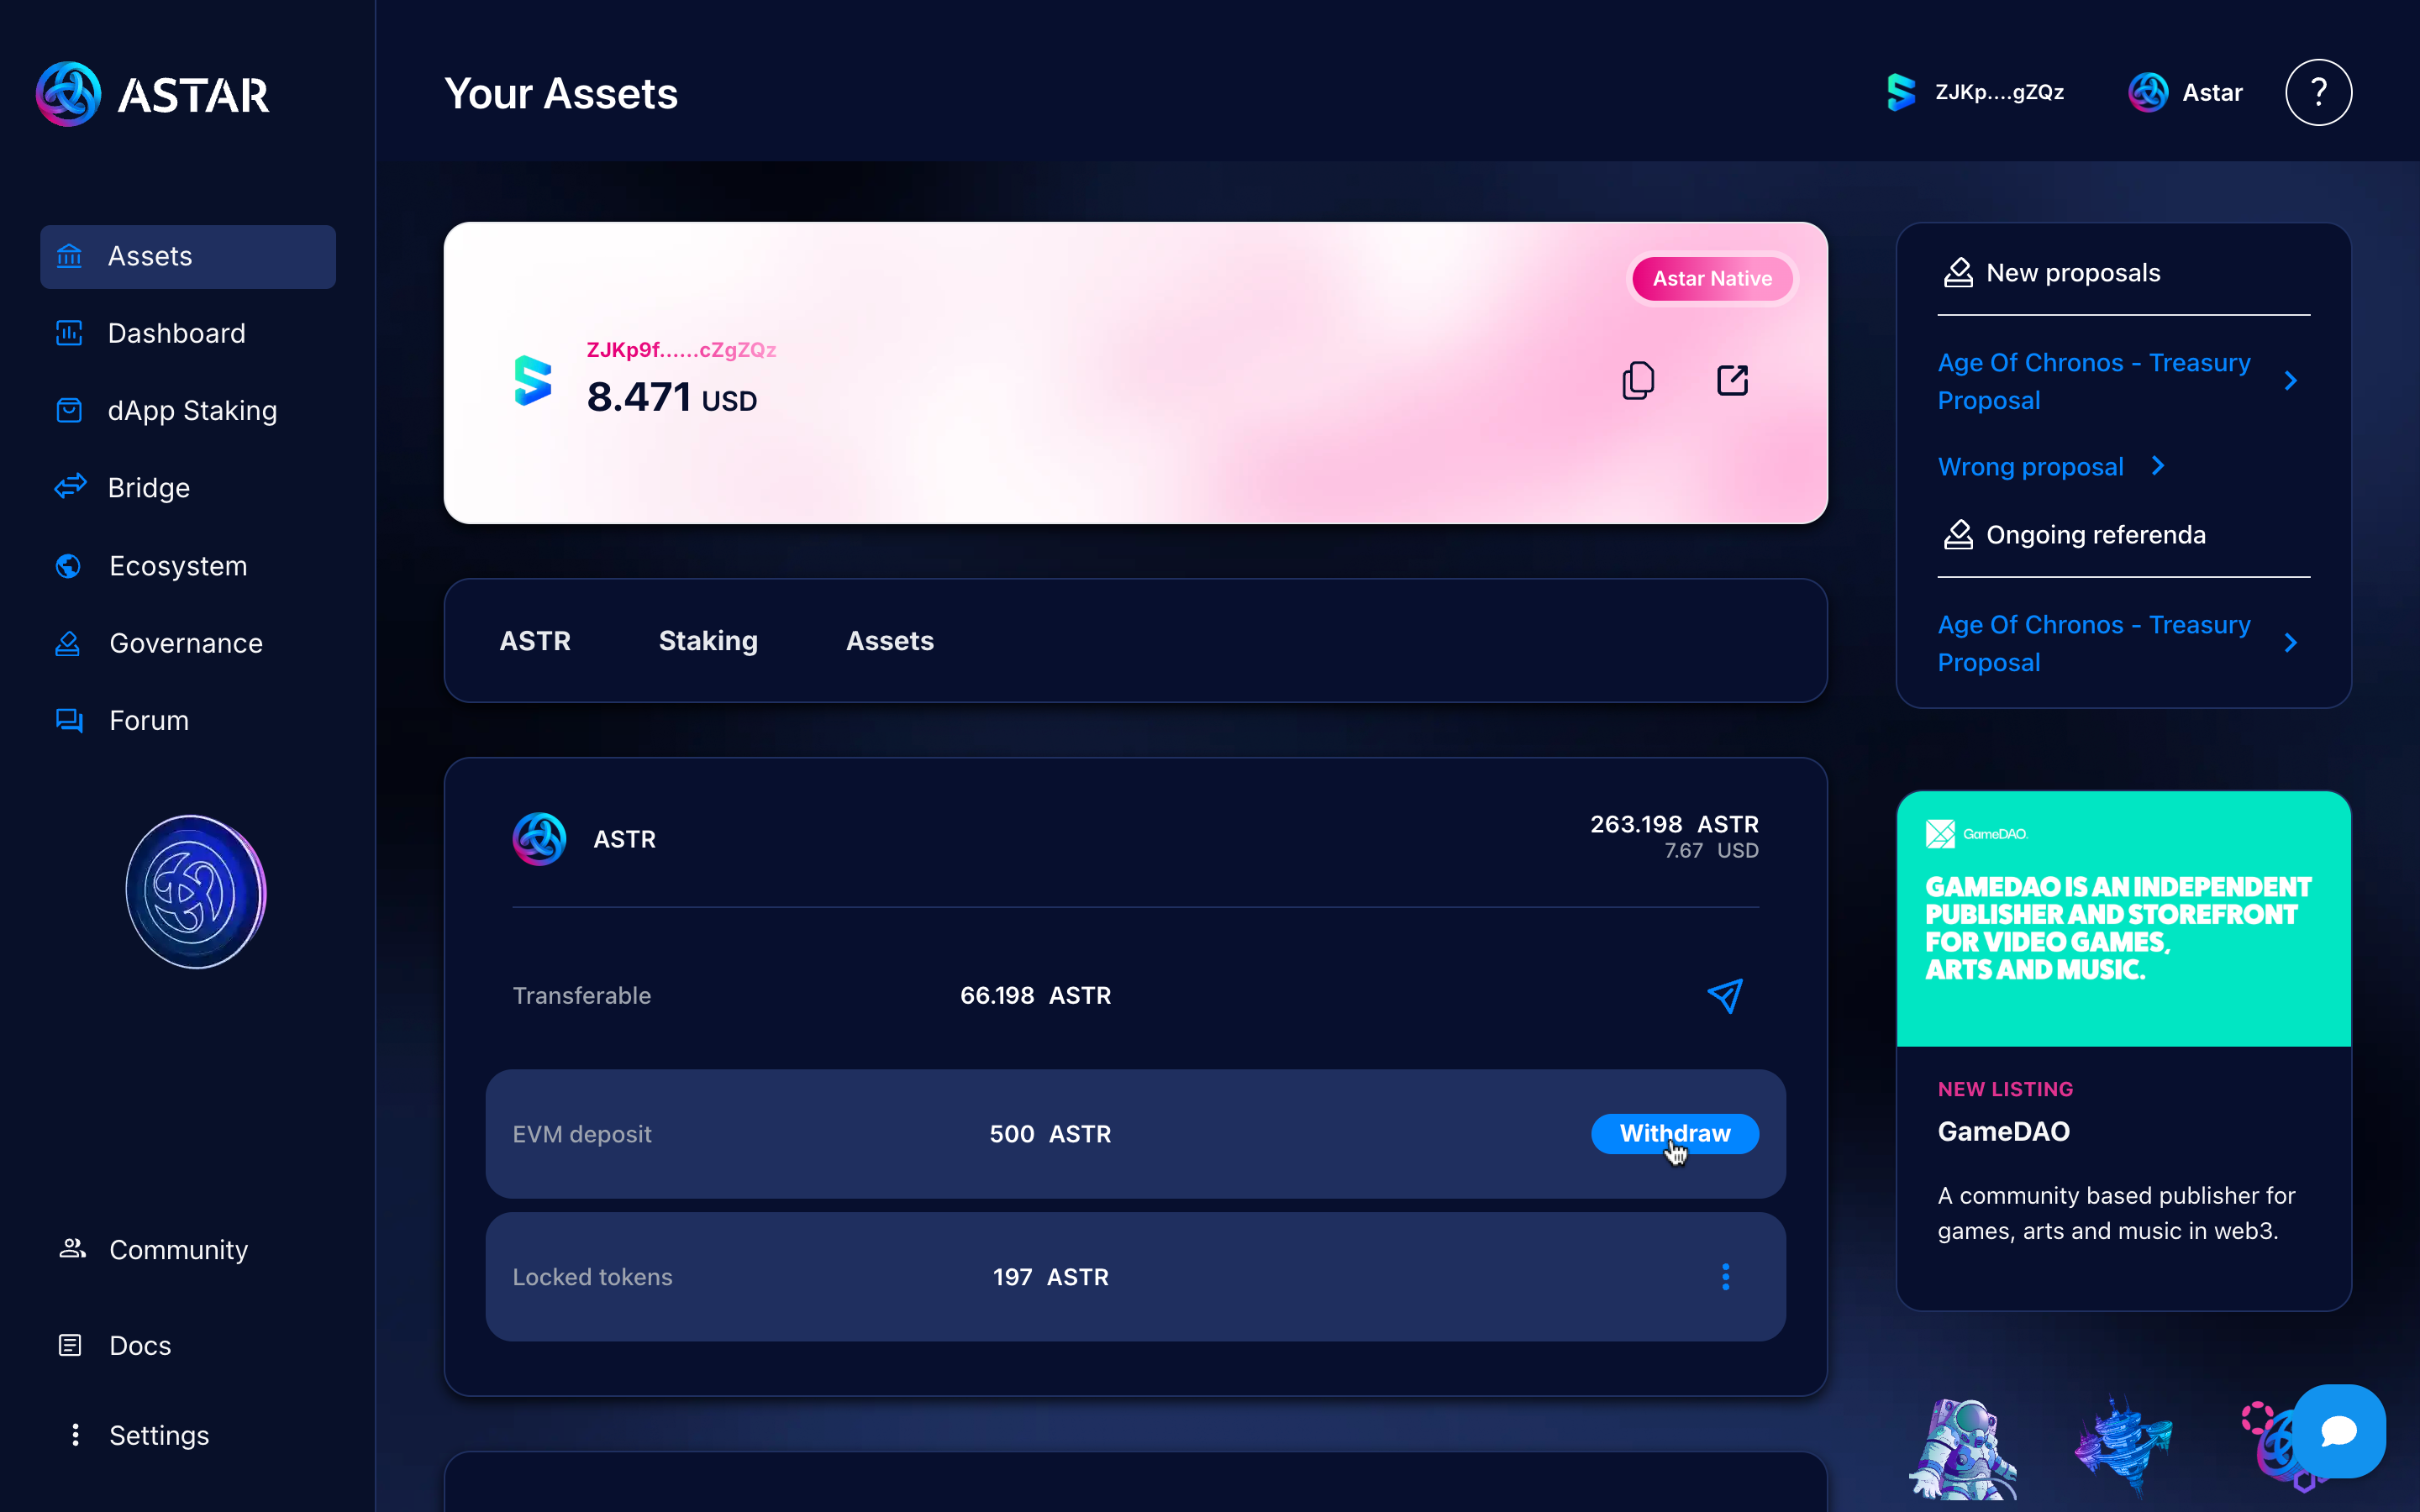 ASTAR
Your Assets
ZJKp....gZQz
Astar
?
Assets
Dashboard
dApp Staking
Bridge
Ecosystem
Governance
Forum
Community
Docs
Settings
Astar Native
ZJKp9f......cZgZQz
8.471 USD
ASTR
Staking
Assets
ASTR
263.198 ASTR
7.67 USD
Transferable
66.198 ASTR
EVM deposit
500 ASTR
Withdraw
Locked tokens
197 ASTR
New proposals
Age Of Chronos - Treasury
Proposal
Wrong proposal
Ongoing referenda
Age Of Chronos - Treasury
Proposal
GameDAO.
GAMEDAO IS AN INDEPENDENT
PUBLISHER AND STOREFRONT
FOR VIDEO GAMES,
ARTS AND MUSIC.
NEW LISTING
GameDAO
A community based publisher for
games, arts and music in web3.